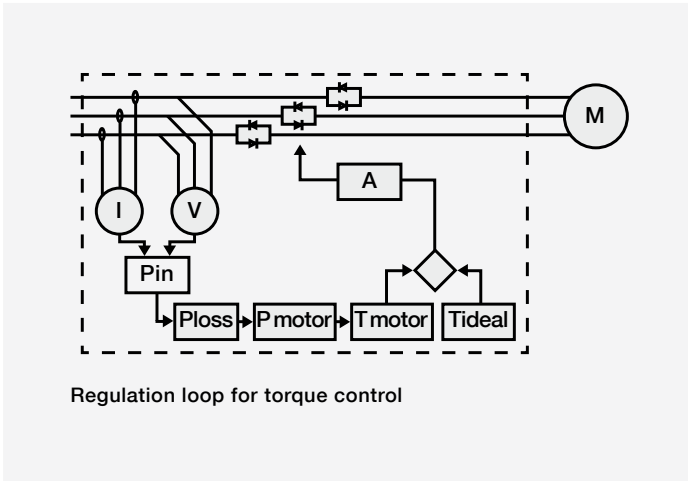 M
A
I
V
Pin
Ploss
P motor
T motor
Tideal
Regulation loop for torque control